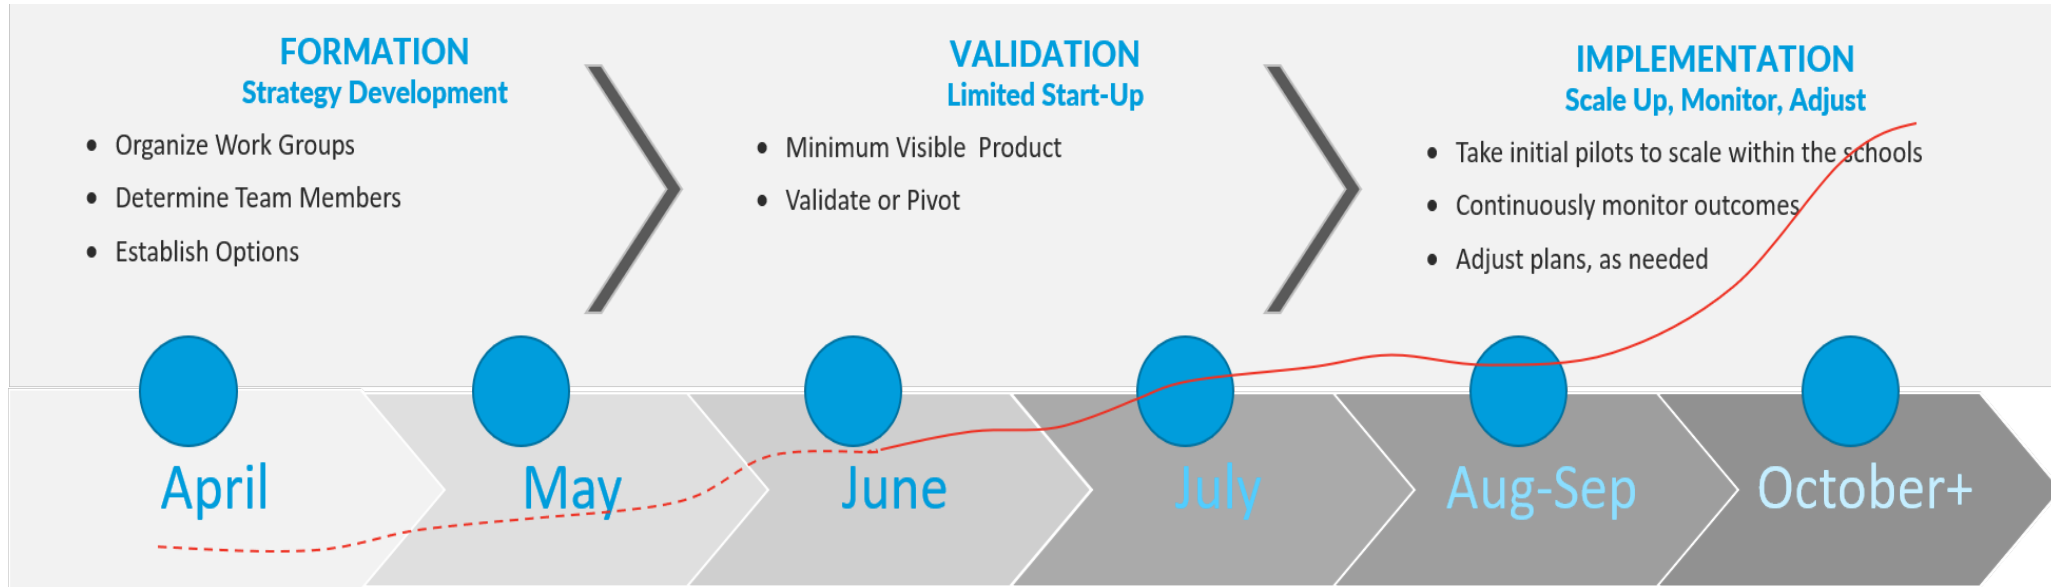 FORMATION
Strategy Development
• Organize Work Groups
• Determine Team Members
• Establish Options
VALIDATION
Limited Start-Up
• Minimum Visible  Product
• Validate or Pivot
IMPLEMENTATION
Scale Up, Monitor, Adjust
• Take initial pilots to scale within the schools
• Continuously monitor outcomes
• Adjust plans, as needed
April
May
June
July
Aug-Sep
October+